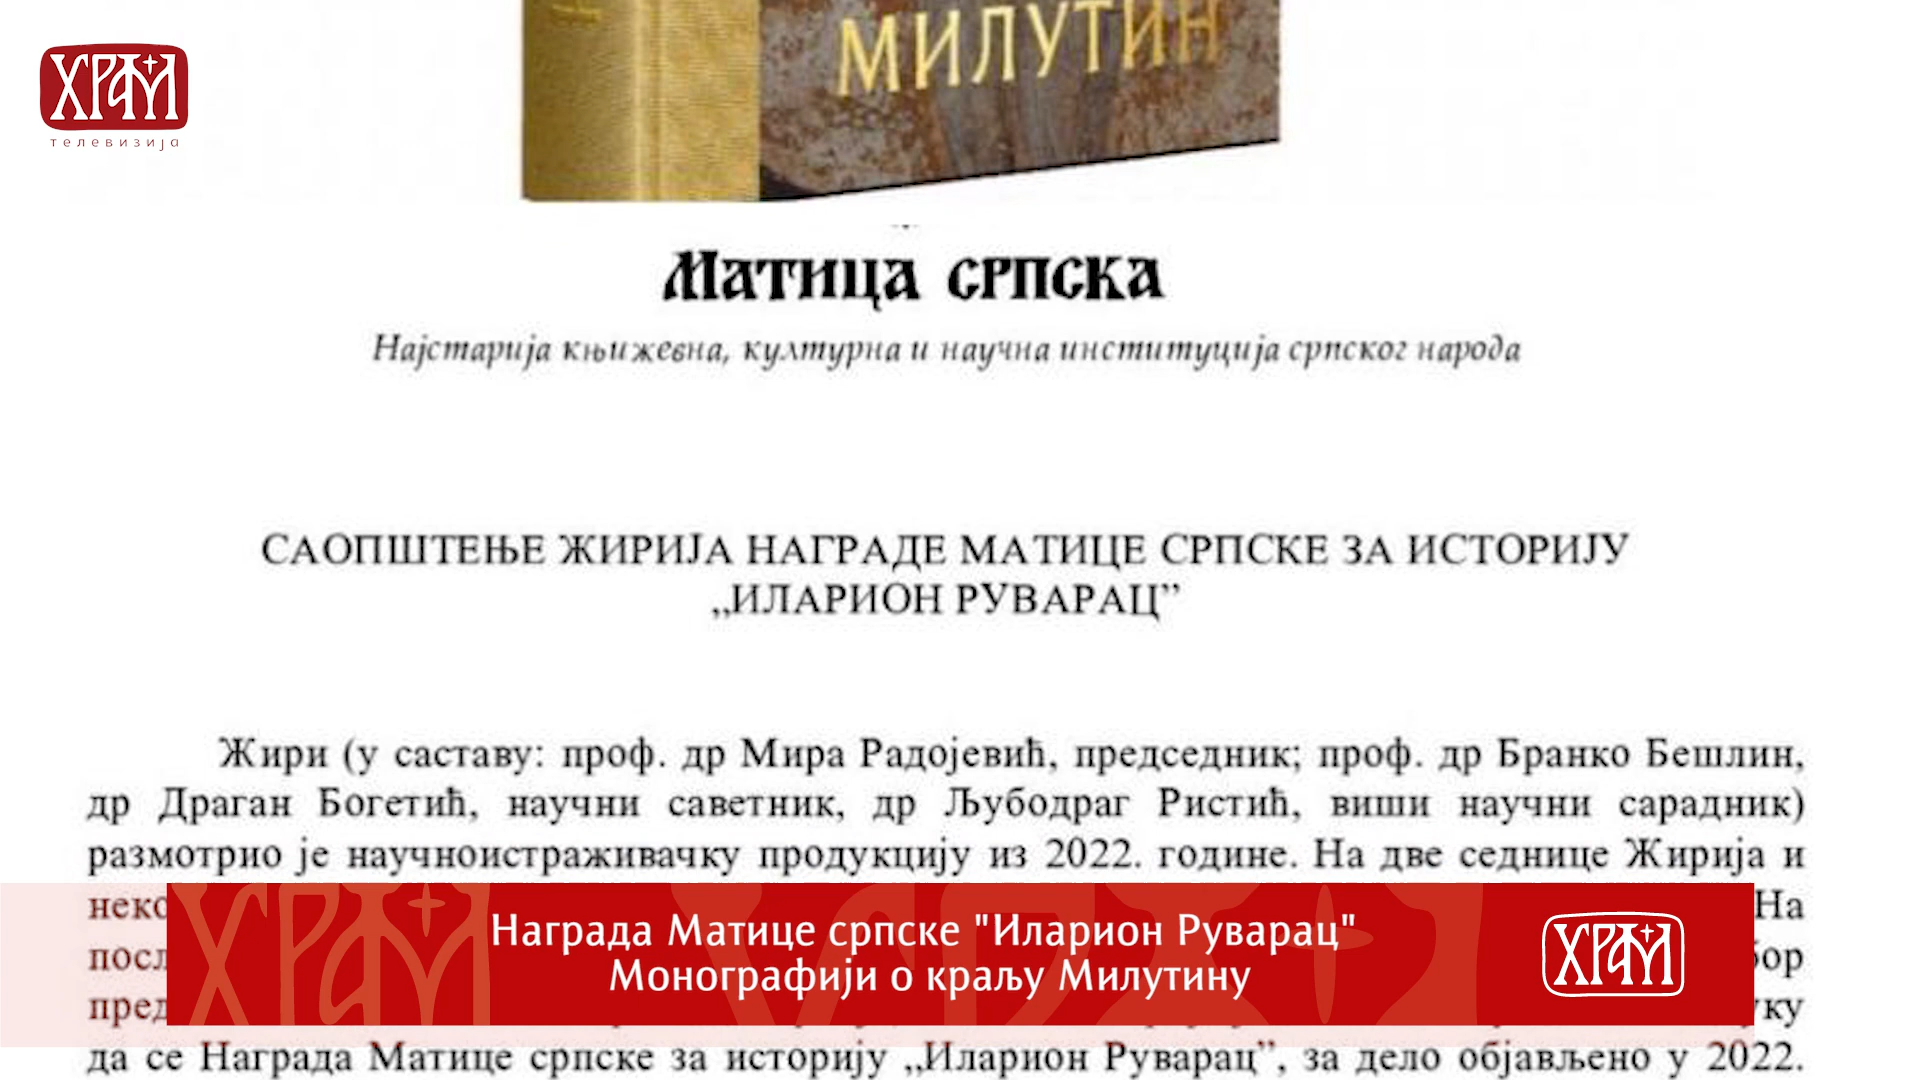 ХРАМ
телевизија
МИЛУТИН
Матица српска
Најстарија књижевна, културна и научна институција српског народа
САОПШТЕЊЕ ЖИРИЈА НАГРАДЕ МАТИЦЕ СРПСКЕ ЗА ИСТОРИЈУ
„ИЛАРИОН РУВАРАЦ”
Жири (у саставу: проф. др Мира Радојевић, председник; проф. др Бранко Бешлин,
др Драган Богетић, научни саветник, др Љубодраг Ристић, виши научни сарадник)
размотрио је научноистраживачку продукцију из 2022. године. На две седнице Жирија и
На
Награда Матице српске "Иларион Руварац"
Монографији о краљу Милутину
ХРАМ
да се Награда Матице српске за историју „Иларион Руварац”, за дело објављено у 2022.